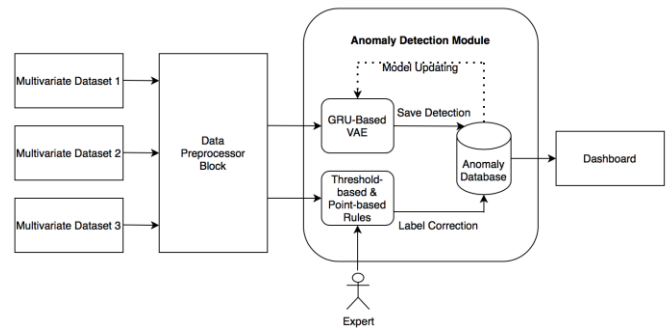 Anomaly Detection Module
Model Updating
Multivariate Dataset 1
Multivariate Dataset 2
Multivariate Dataset 3
Data
Preprocessor
Block
GRU-Based
VAE
Save Detection
Threshold-
based &
Point-based
Rules
Label Correction
Anomaly
Database
Dashboard
Expert